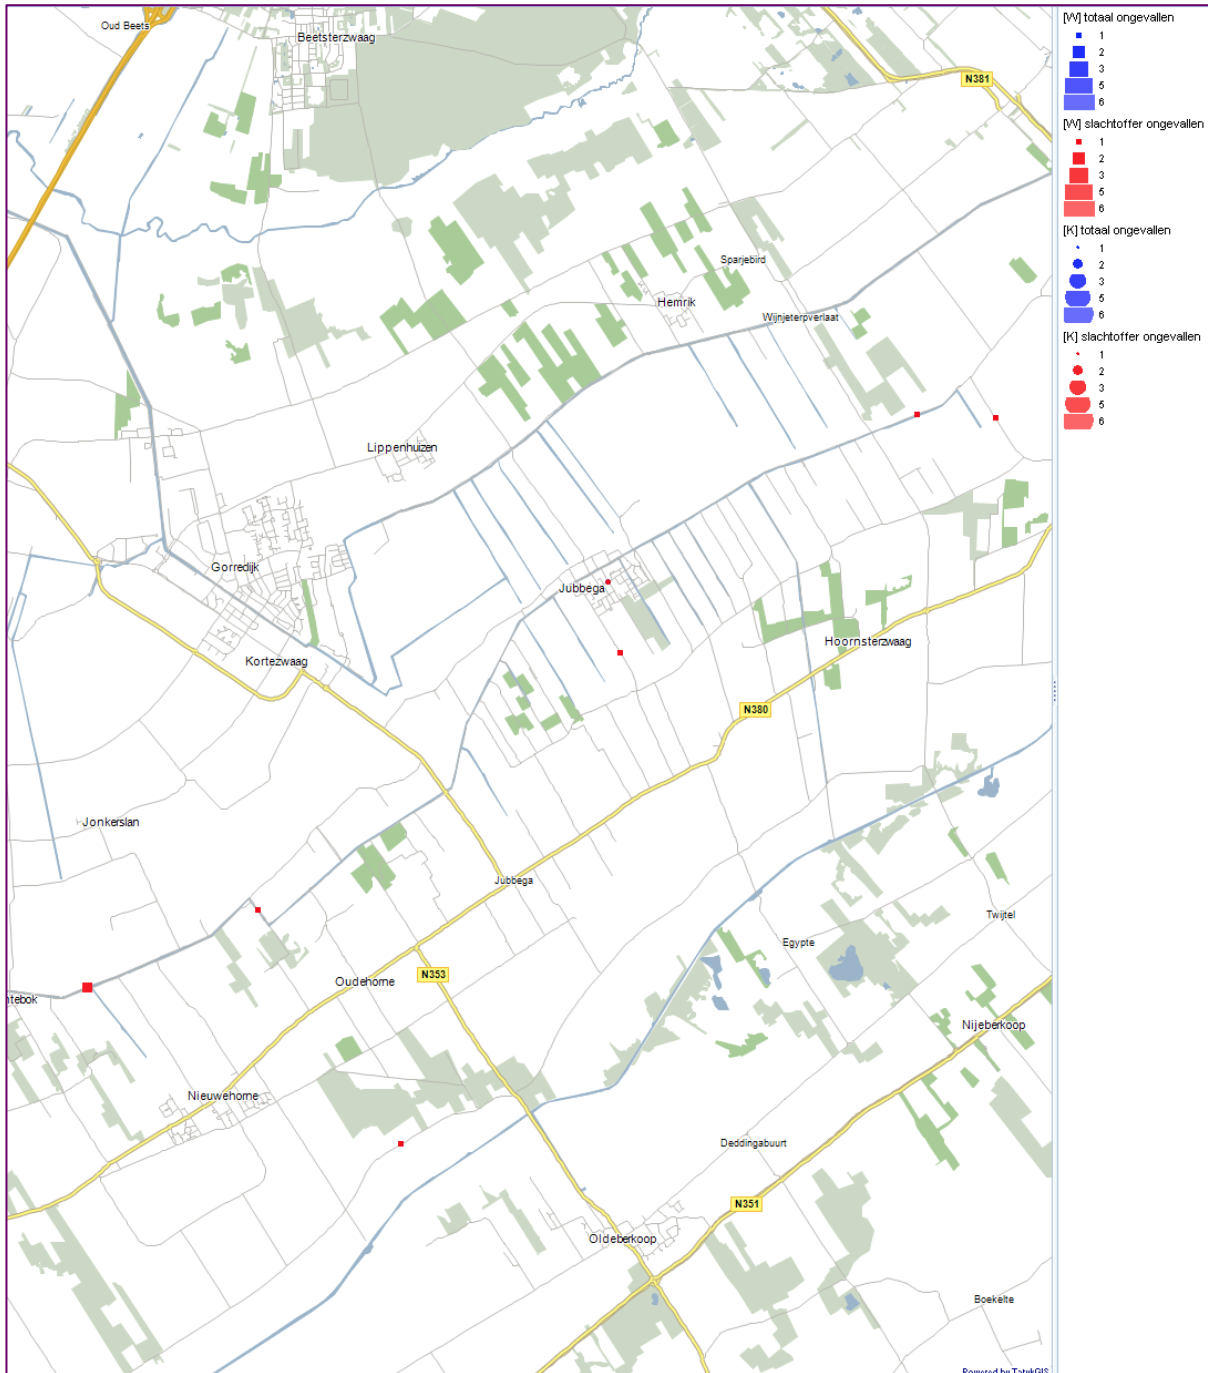 Oud Beets
Beetsterzwaag
N381
Sparjebird
Hemrik
Wijnjeterpverlaat
Lippenhuizen
Gorredijk
Jubbega
Hoornsterzwaag
Kortezwaag
N380
Jonkerslan
Jubbega
Twijtel
Egypte
N353
Oudehorne
ntebok
Nijeberkoop
Nieuwehorne
Deddingabuurt
N351
Oldeberkoop
Boekelte
Powered by TatukGIS
[W] totaal ongevallen
1
2
3
5
6
[W] slachtoffer ongevallen
1
2
3
5
6
[K] totaal ongevallen
1
2
3
5
6
[K] slachtoffer ongevallen
1
2
3
5
6